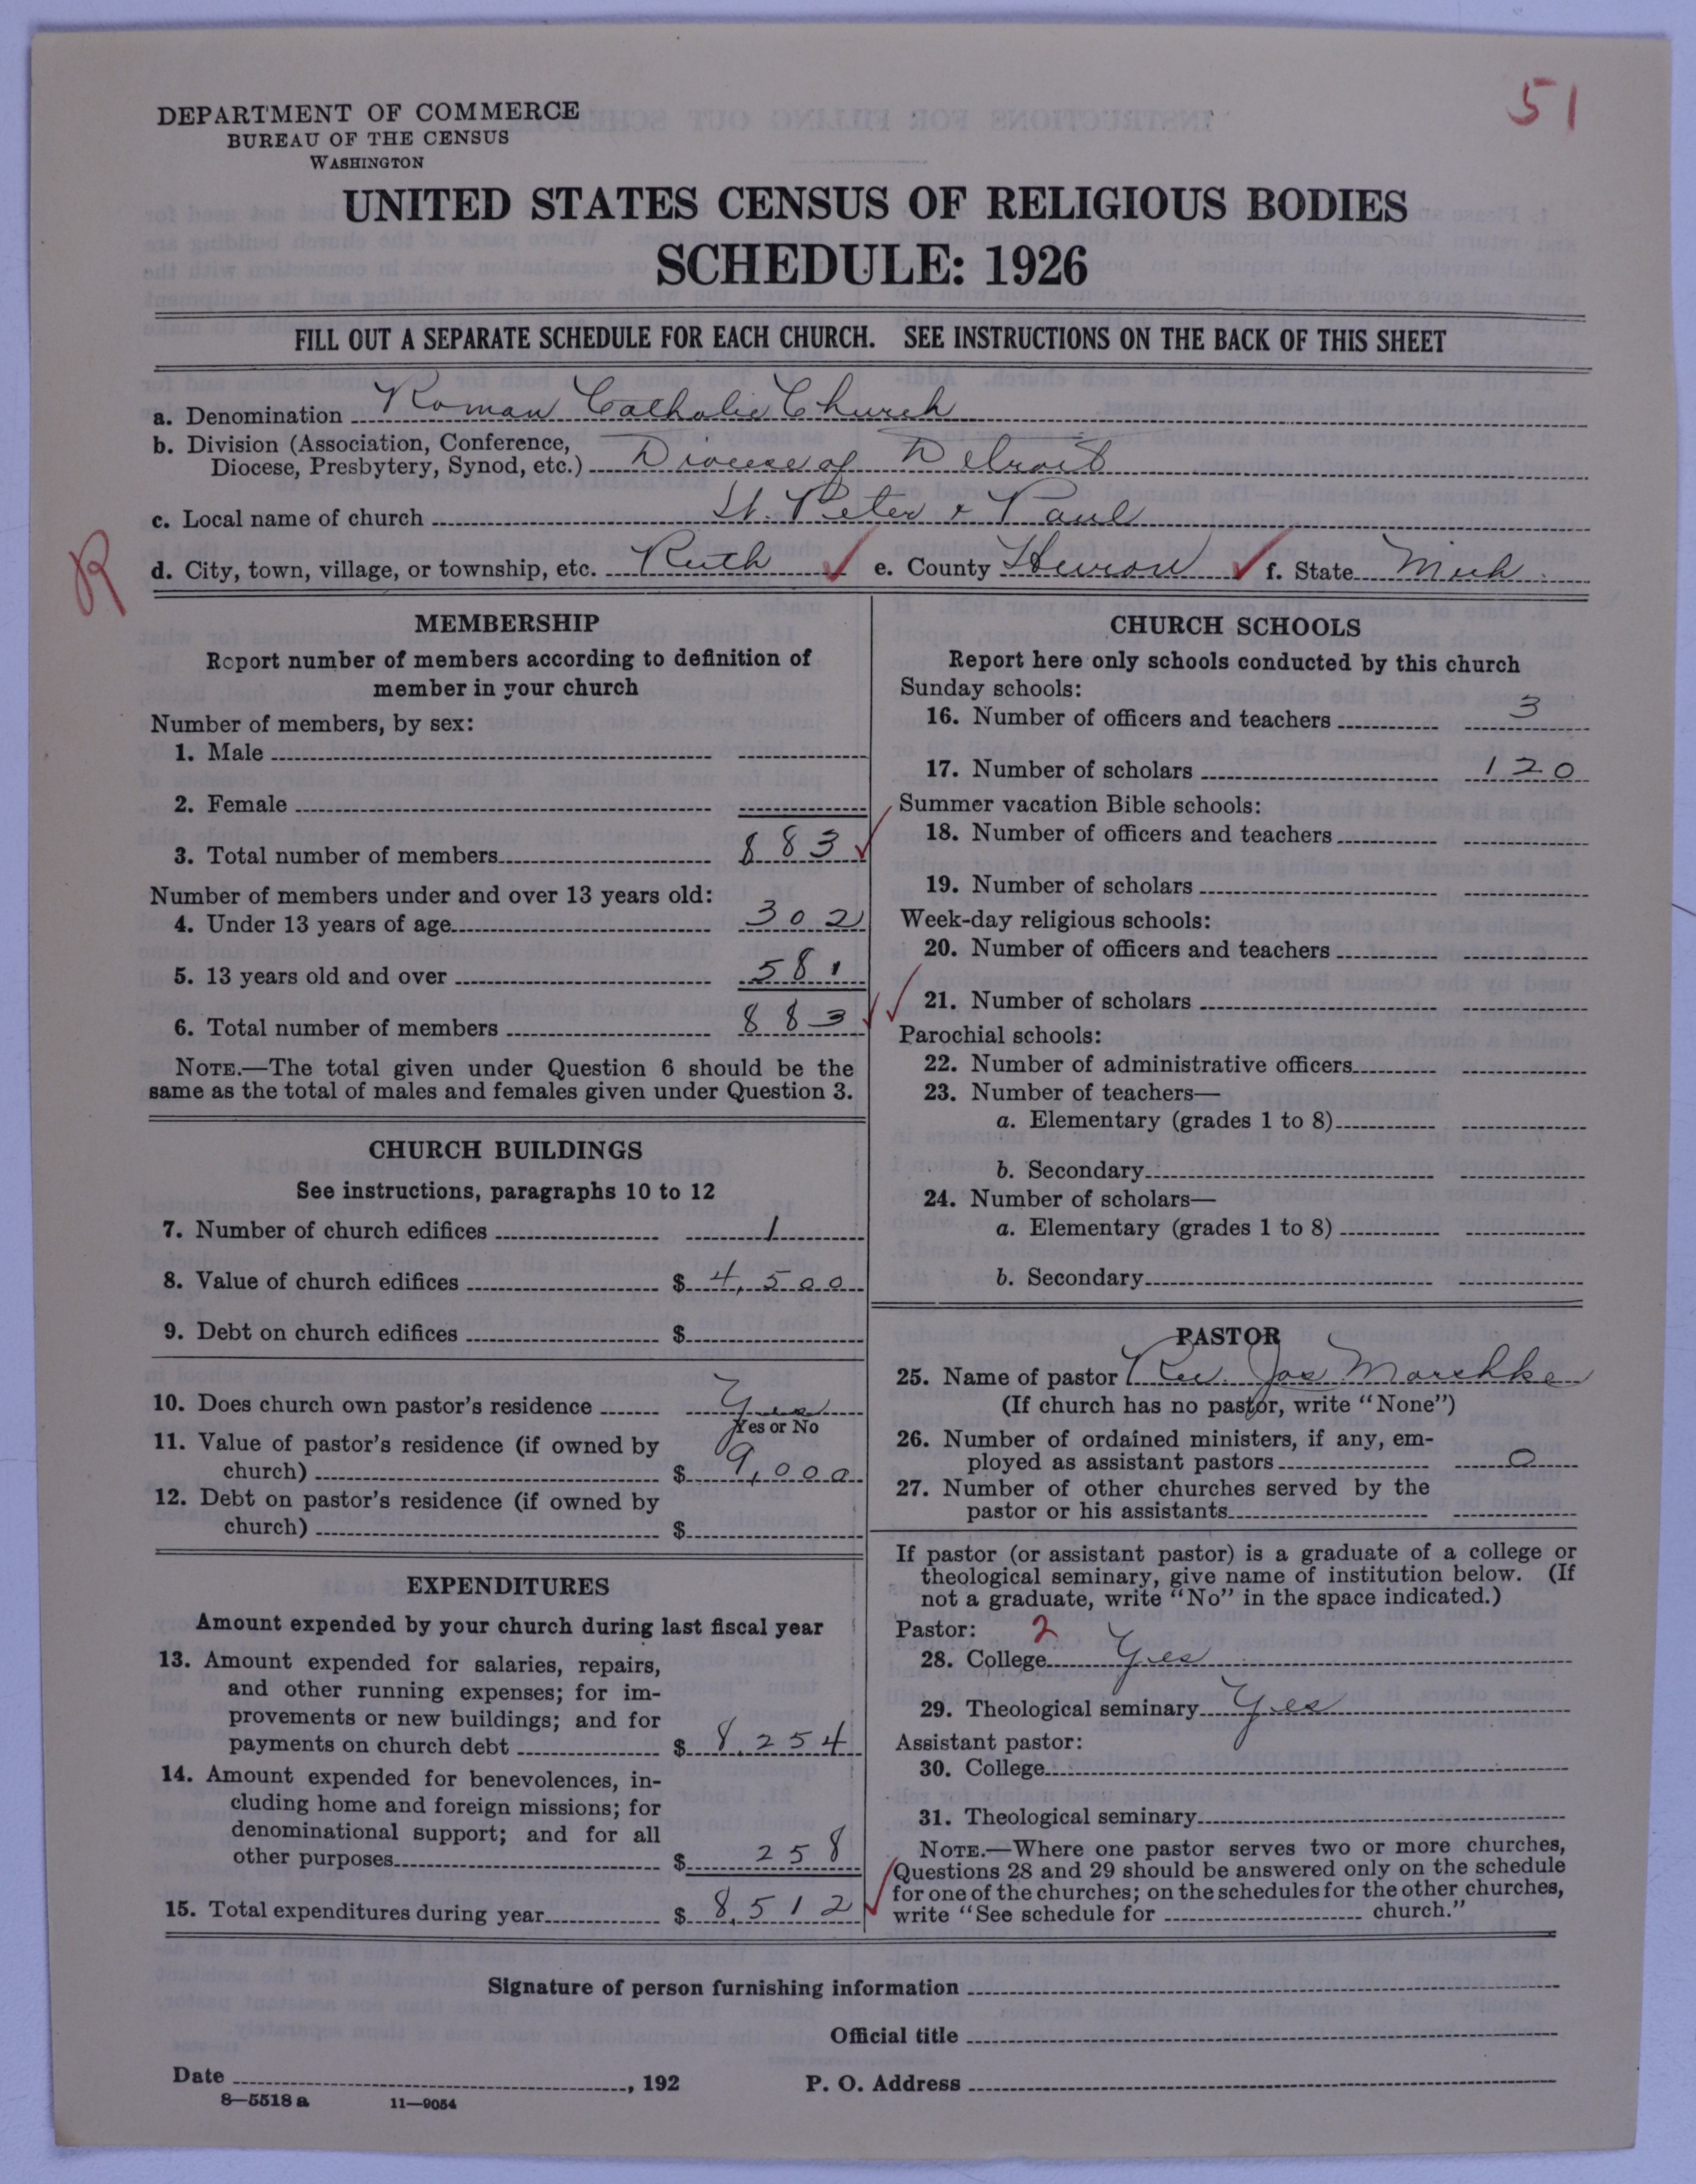 51
DEPARTMENT OF COMMERCE
BUREAU OF THE CENSUS
WASHINGTON
UNITED STATES CENSUS OF RELIGIOUS BODIES
SCHEDULE: 1926
FILL OUT A SEPARATE SCHEDULE FOR EACH CHURCH. SEE INSTRUCTIONS ON THE BACK OF THIS SHEET
a. Denomination Roman Catholic Church
b. Division (Association, Conference,
Diocese, Presbytery, Synod, etc.) Diocese of Detroit
c. Local name of church St. Peter & Paul
R
d. City, town, village, or township, etc. Ruth ✓ e. County Huron ✓ f. State Mich.
MEMBERSHIP
Report number of members according to definition of
member in your church
Number of members, by sex:
1. Male
2. Female
3. Total number of members 883 ✓
Number of members under and over 13 years old:
4. Under 13 years of age 302
5. 13 years old and over 581
6. Total number of members 883 ✓
NOTE.—The total given under Question 6 should be the
same as the total of males and females given under Question 3.
CHURCH BUILDINGS
See instructions, paragraphs 10 to 12
7. Number of church edifices 1
8. Value of church edifices $ 4,500
9. Debt on church edifices $
10. Does church own pastor's residence Yes
Yes or No
11. Value of pastor's residence (if owned by
church) $ 9,000
12. Debt on pastor's residence (if owned by
church) $
EXPENDITURES
Amount expended by your church during last fiscal year
13. Amount expended for salaries, repairs,
and other running expenses; for im-
provements or new buildings; and for
payments on church debt $ 8,254
14. Amount expended for benevolences, in-
cluding home and foreign missions; for
denominational support; and for all
other purposes $ 258
15. Total expenditures during year $ 8,512 ✓
CHURCH SCHOOLS
Report here only schools conducted by this church
Sunday schools:
16. Number of officers and teachers 3
17. Number of scholars 120
Summer vacation Bible schools:
18. Number of officers and teachers
19. Number of scholars
Week-day religious schools:
20. Number of officers and teachers
✓ 21. Number of scholars
Parochial schools:
22. Number of administrative officers
23. Number of teachers—
a. Elementary (grades 1 to 8)
b. Secondary
24. Number of scholars—
a. Elementary (grades 1 to 8)
b. Secondary
PASTOR
25. Name of pastor Rev. Jos Marshke
(If church has no pastor, write "None")
26. Number of ordained ministers, if any, em-
ployed as assistant pastors 0
27. Number of other churches served by the
pastor or his assistants
If pastor (or assistant pastor) is a graduate of a college or
theological seminary, give name of institution below. (If
not a graduate, write "No" in the space indicated.)
Pastor: 2
28. College Yes
29. Theological seminary Yes
Assistant pastor:
30. College
31. Theological seminary
NOTE.—Where one pastor serves two or more churches,
Questions 28 and 29 should be answered only on the schedule
for one of the churches; on the schedules for the other churches,
write "See schedule for church."
Signature of person furnishing information
Official title
Date , 192 P. O. Address
8—5518 a 11—9054